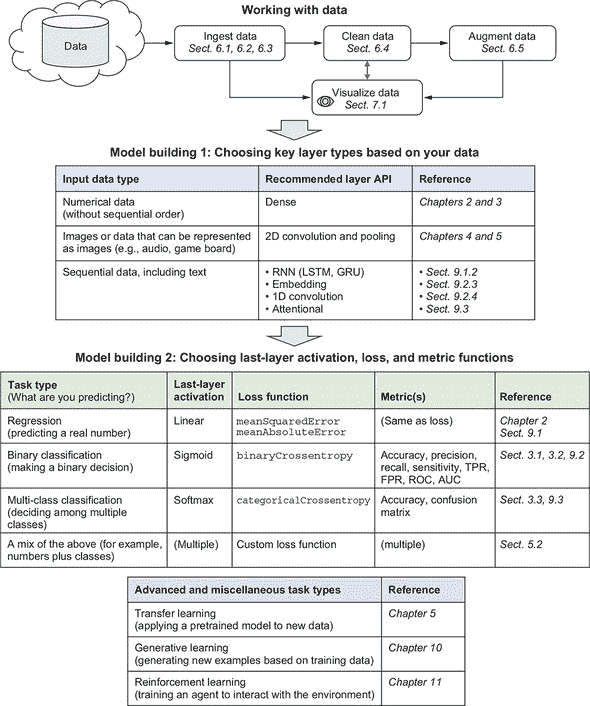 Working with data
Data
Ingest data
Sect. 6.1, 6.2, 6.3
Clean data
Sect. 6.4
Augment data
Sect. 6.5
Visualize data
Sect. 7.1
Model building 1: Choosing key layer types based on your data
Input data type
Recommended layer API
Reference
Numerical data
(without sequential order)
Dense
Chapters 2 and 3
Images or data that can be represented
as images (e.g., audio, game board)
2D convolution and pooling
Chapters 4 and 5
Sequential data, including text
• RNN (LSTM, GRU)
• Embedding
• 1D convolution
• Attentional
• Sect. 9.1.2
• Sect. 9.2.3
• Sect. 9.2.4
• Sect. 9.3
Model building 2: Choosing last-layer activation, loss, and metric functions
Task type
(What are you predicting?)
Last-layer
activation
Loss function
Metric(s)
Reference
Regression
(predicting a real number)
Linear
meanSquaredError
meanAbsoluteError
(Same as loss)
Chapter 2
Sect. 9.1
Binary classification
(making a binary decision)
Sigmoid
binaryCrossentropy
Accuracy, precision,
recall, sensitivity, TPR,
FPR, ROC, AUC
Sect. 3.1, 3.2, 9.2
Multi-class classification
(deciding among multiple
classes)
Softmax
categoricalCrossentropy
Accuracy, confusion
matrix
Sect. 3.3, 9.3
A mix of the above (for example,
numbers plus classes)
(Multiple)
Custom loss function
(multiple)
Sect. 5.2
Advanced and miscellaneous task types
Reference
Transfer learning
(applying a pretrained model to new data)
Chapter 5
Generative learning
(generating new examples based on training data)
Chapter 10
Reinforcement learning
(training an agent to interact with the environment)
Chapter 11